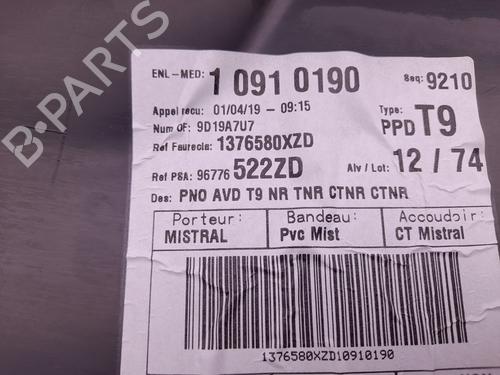 B-PARTS
ENL-MED: 1 091 0190 Seq: 9210
Appel recu: 01/04/19 - 09:15 Type: PPD T9
Num OF: 9D19A7U7
Ref Faurecia: 1376580XZD
Ref PSA: 96776 522ZD Alv / Lot: 12 / 74
Des: PNO AVD T9 NR TNR CTNR CTNR
Porteur: Bandeau: Accoudoir:
MISTRAL Pvc Mist CT Mistral
1376580XZD10910190